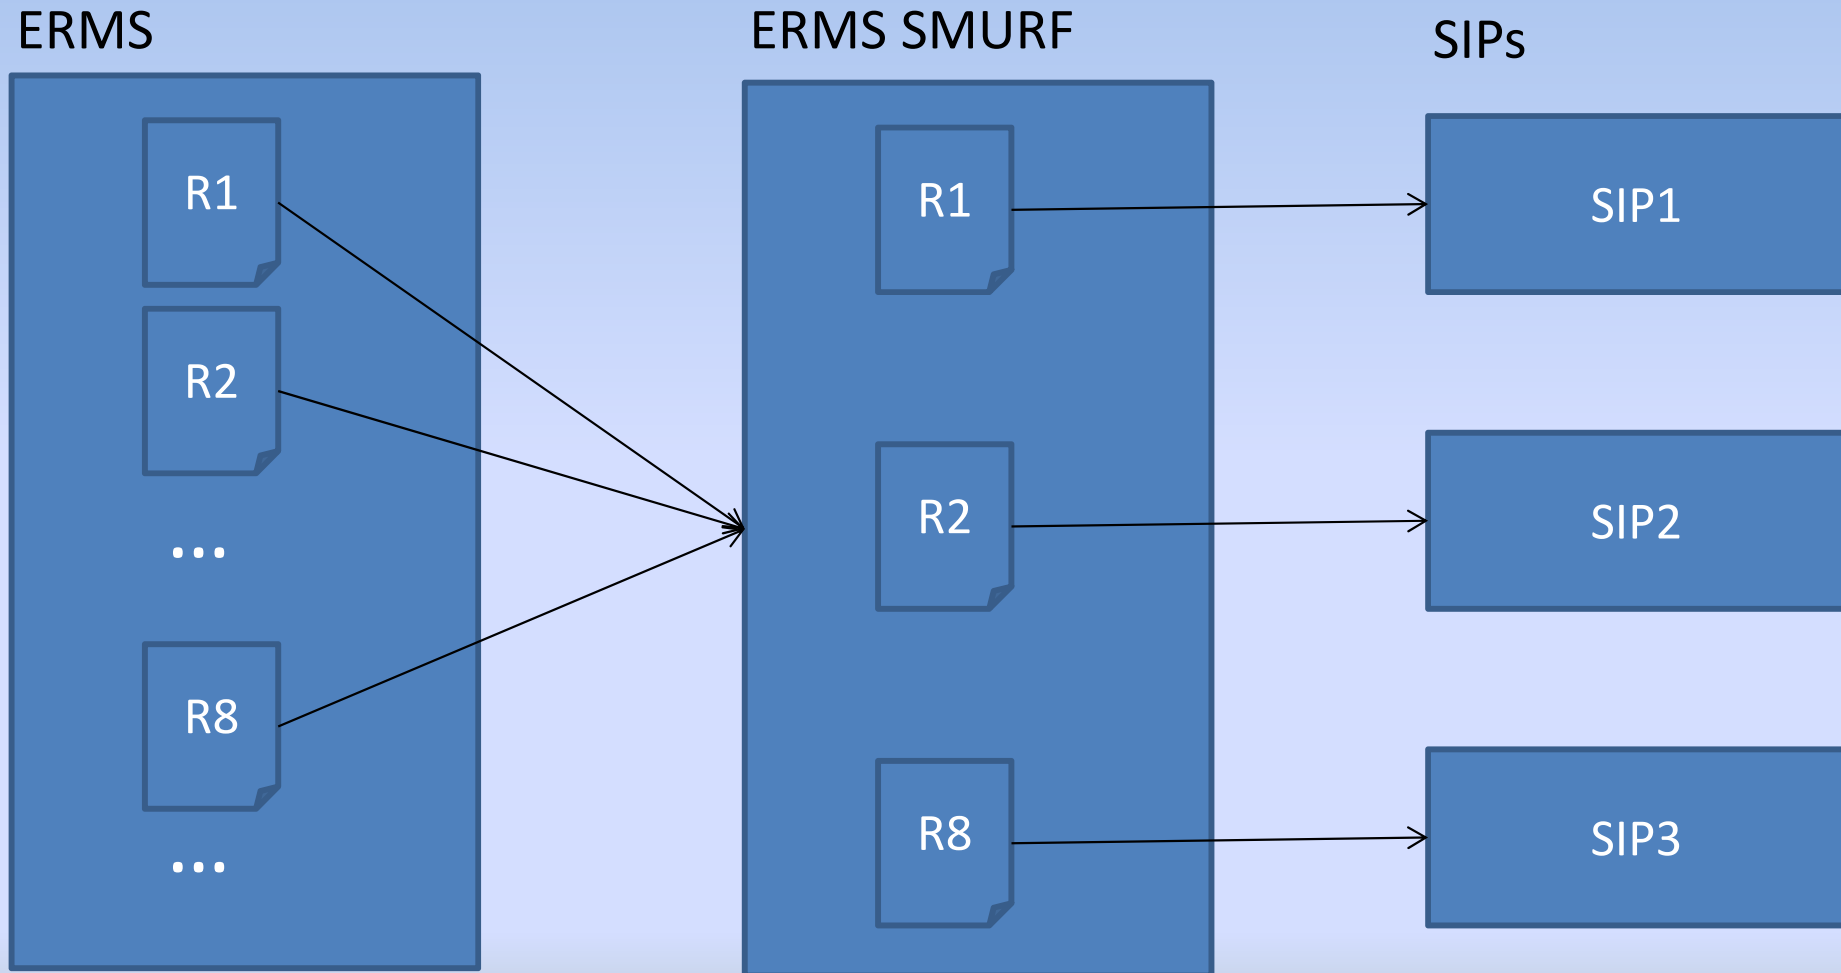 ERMS
R1
R2
...
R8
...
ERMS SMURF
R1
R2
R8
SIPs
SIP1
SIP2
SIP3